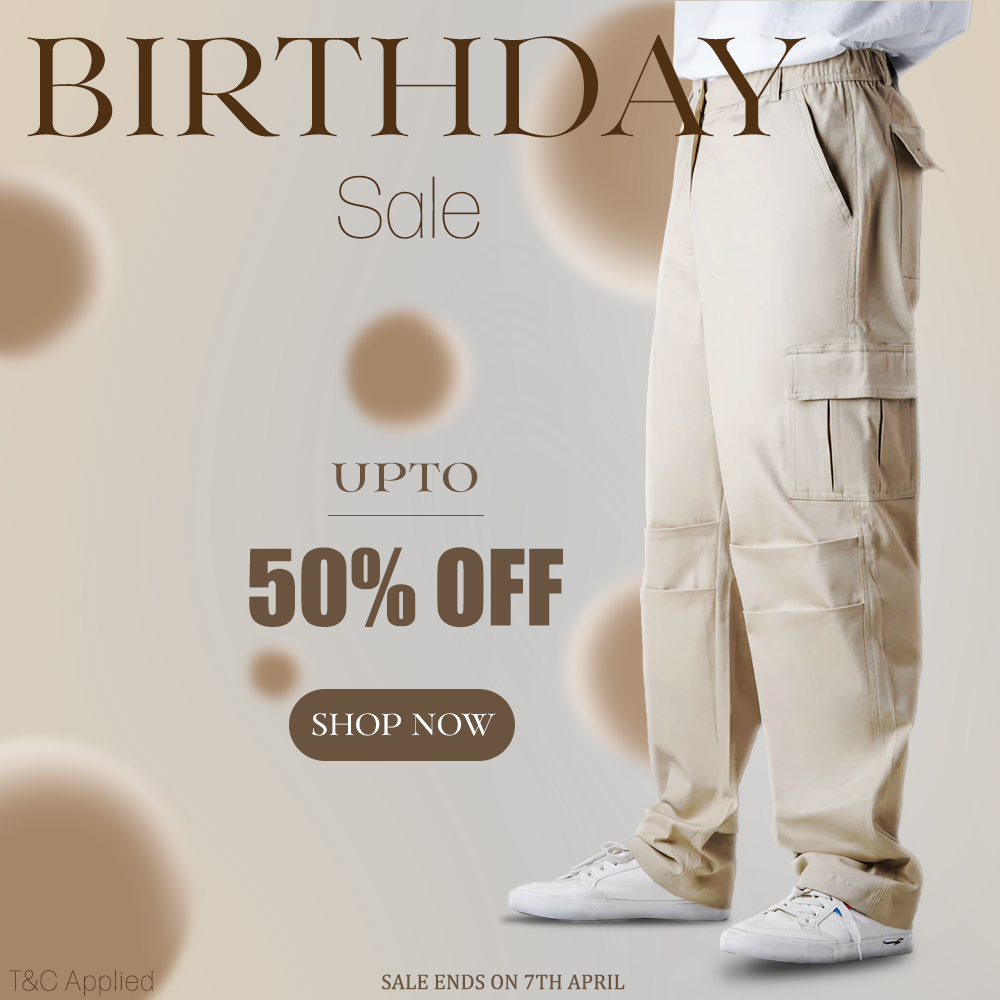 BIRTHDAY
Sale
UPTO
50% OFF
SHOP NOW
T&C Applied
SALE ENDS ON 7TH APRIL